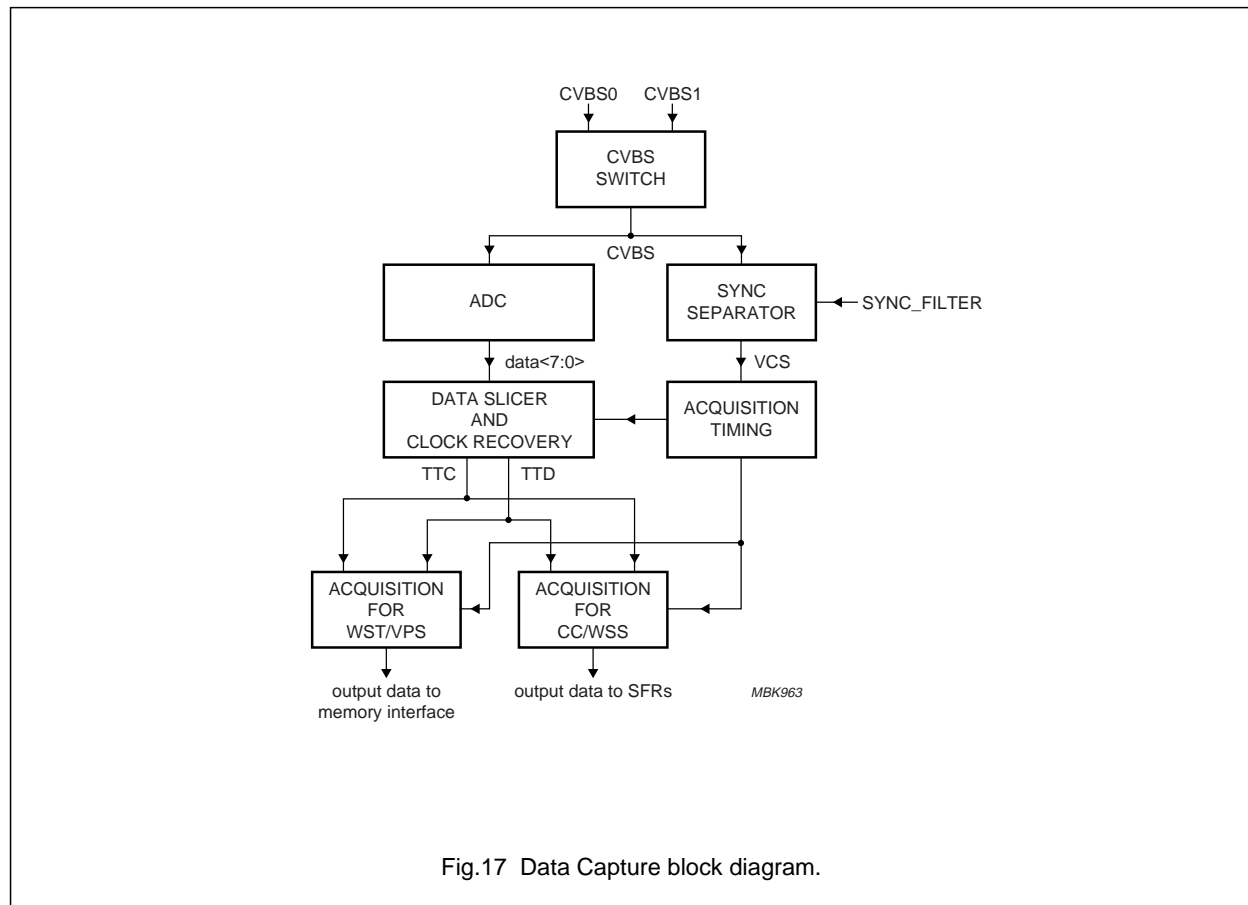 CVBS0 CVBS1
CVBS
SWITCH
CVBS
ADC
SYNC
SEPARATOR
SYNC_FILTER
data<7:0>
VCS
DATA SLICER
AND
CLOCK RECOVERY
ACQUISITION
TIMING
TTC TTD
ACQUISITION
FOR
WST/VPS
ACQUISITION
FOR
CC/WSS
output data to
memory interface
output data to SFRs
MBK963
Fig.17 Data Capture block diagram.